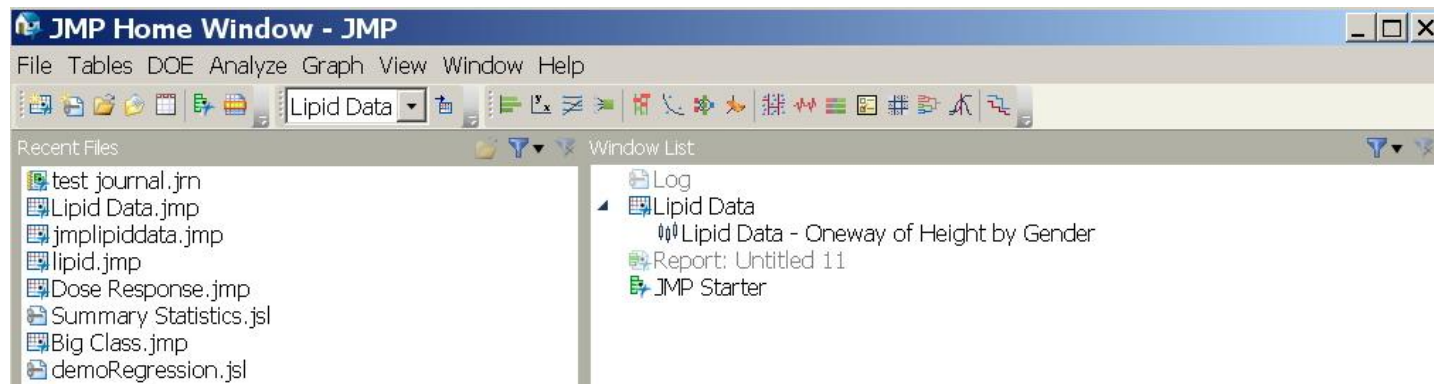 JMP Home Window - JMP
File Tables DOE Analyze Graph View Window Help
Lipid Data
Recent Files
test journal.jrn
Lipid Data.jmp
jmplipiddata.jmp
lipid.jmp
Dose Response.jmp
Summary Statistics.jsl
Big Class.jmp
demoRegression.jsl
Window List
Log
Lipid Data
Lipid Data - Oneway of Height by Gender
Report: Untitled 11
JMP Starter